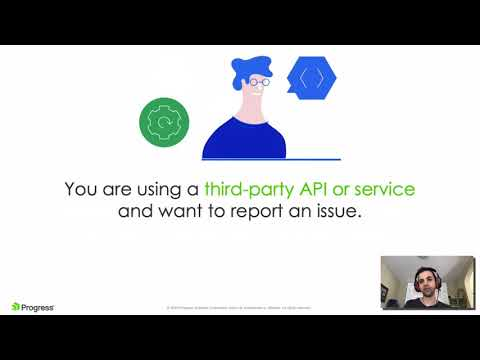 You are using a third-party API or service
and want to report an issue.
Progress